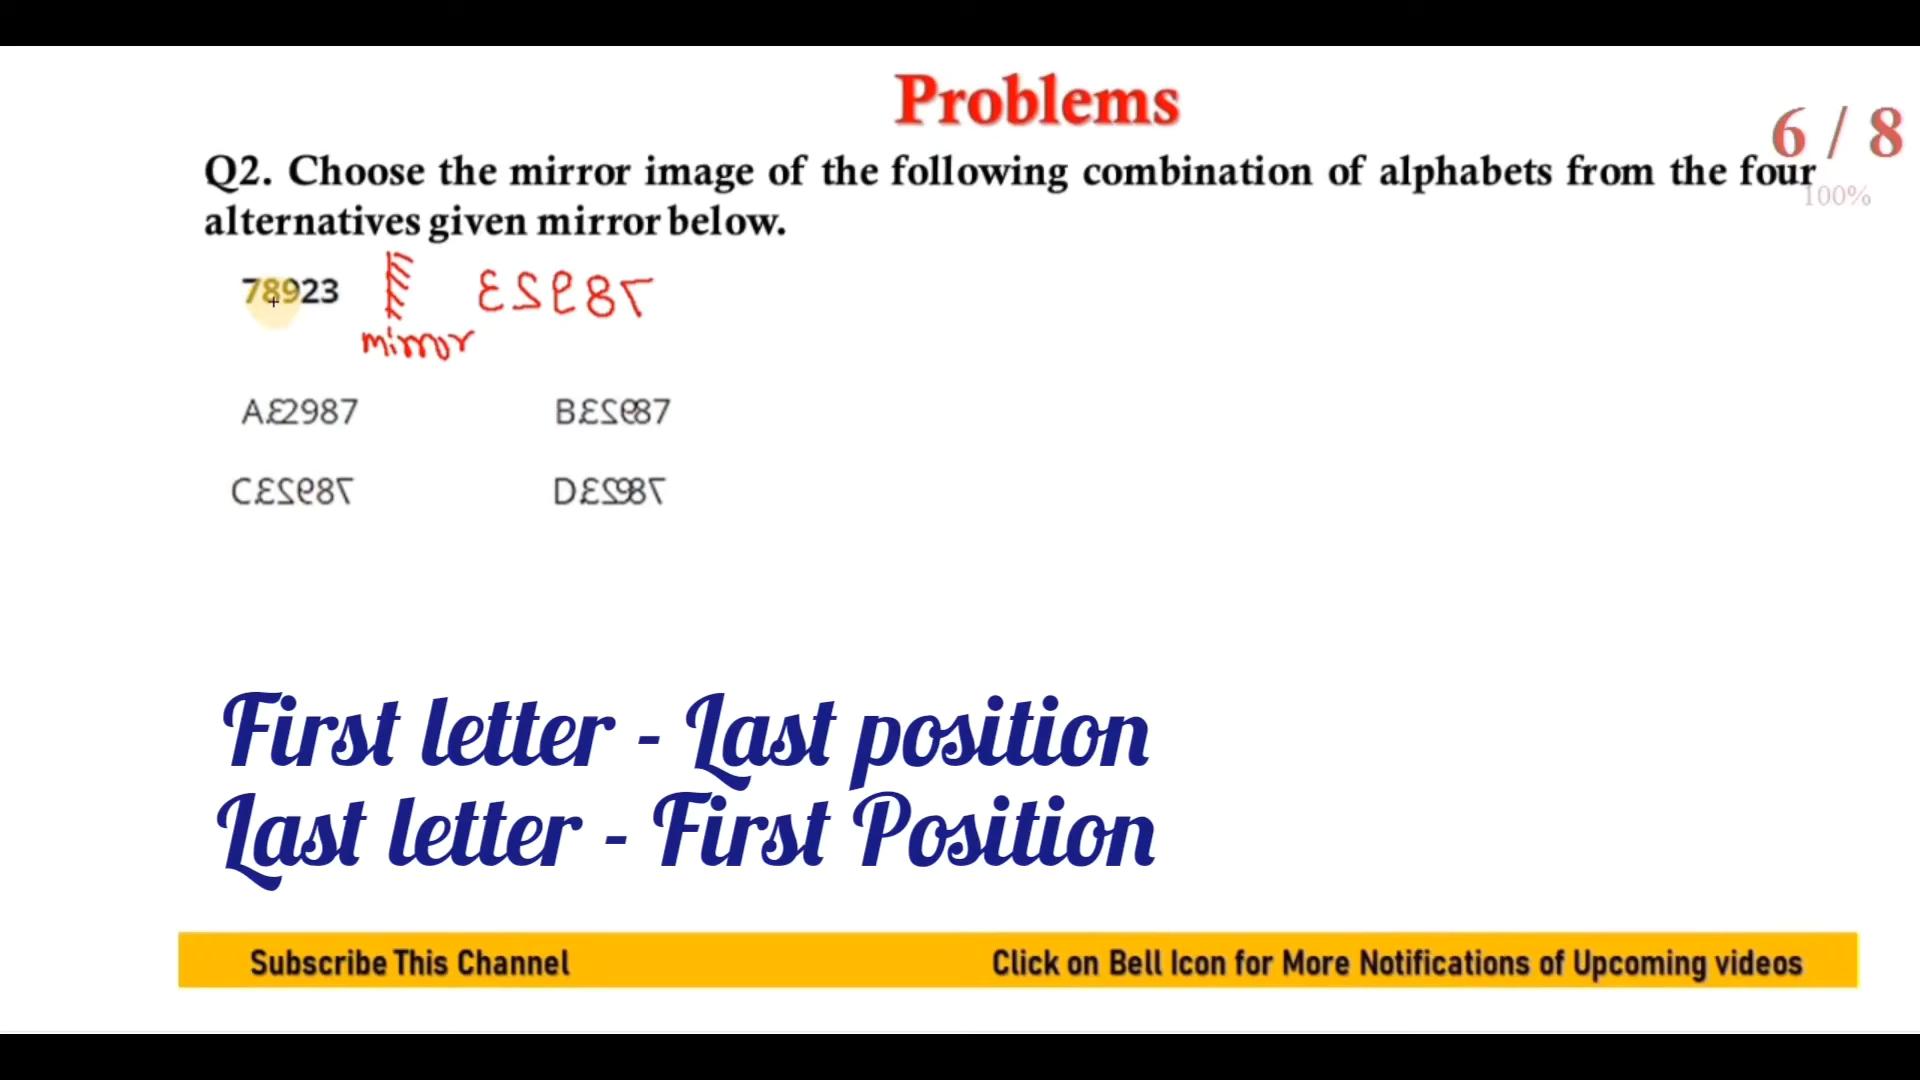 Problems
6 / 8
100%
Q2. Choose the mirror image of the following combination of alphabets from the four
alternatives given mirror below.
78923
mirror
A.Ɛ2987
First letter - Last position
Last letter - First Position
Subscribe This Channel
Click on Bell Icon for More Notifications of Upcoming videos